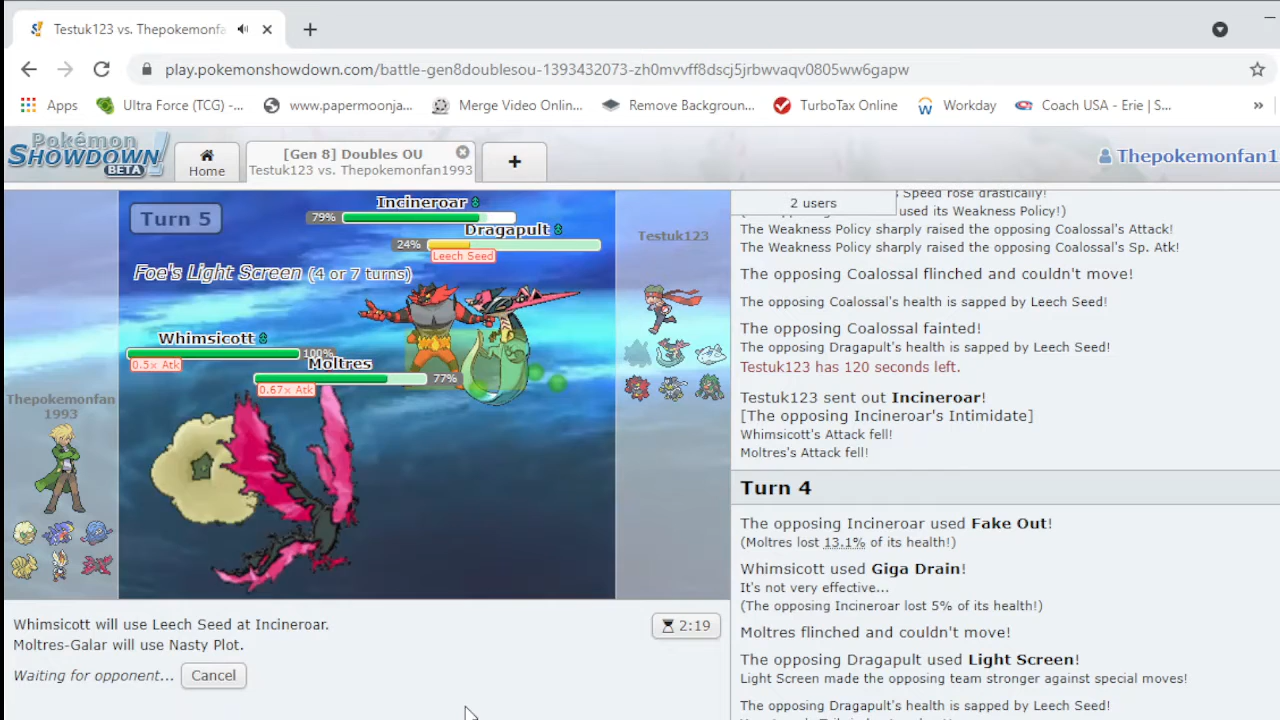 Testuk123 vs. Thepokemonfa
play.pokemonshowdown.com/battle-gen8doublesou-1393432073-zh0mvvff8dscj5jrbwvaqv0805ww6gapw
Apps
Ultra Force (TCG) -...
www.papermoonja...
Merge Video Onlin...
Remove Backgroun...
TurboTax Online
Workday
Coach USA - Erie | S...
»
Pokémon
SHOWDOWN!
BETA
Home
[Gen 8] Doubles OU
Testuk123 vs. Thepokemonfan1993
+
Thepokemonfan1
Turn 5
Incineroar
79%
Dragapult
24%
Leech Seed
Foe's Light Screen (4 or 7 turns)
Whimsicott
100%
0.5x Atk
Moltres
77%
0.67x Atk
Thepokemonfan
1993
Testuk123
Whimsicott will use Leech Seed at Incineroar.
Moltres-Galar will use Nasty Plot.
Waiting for opponent...
Cancel
2:19
2 users
Speed rose drastically!
used its Weakness Policy!)
The Weakness Policy sharply raised the opposing Coalossal's Attack!
The Weakness Policy sharply raised the opposing Coalossal's Sp. Atk!
The opposing Coalossal flinched and couldn't move!
The opposing Coalossal's health is sapped by Leech Seed!
The opposing Coalossal fainted!
The opposing Dragapult's health is sapped by Leech Seed!
Testuk123 has 120 seconds left.
Testuk123 sent out Incineroar!
[The opposing Incineroar's Intimidate]
Whimsicott's Attack fell!
Moltres's Attack fell!
Turn 4
The opposing Incineroar used Fake Out!
(Moltres lost 13.1% of its health!)
Whimsicott used Giga Drain!
It's not very effective...
(The opposing Incineroar lost 5% of its health!)
Moltres flinched and couldn't move!
The opposing Dragapult used Light Screen!
Light Screen made the opposing team stronger against special moves!
The opposing Dragapult's health is sapped by Leech Seed!